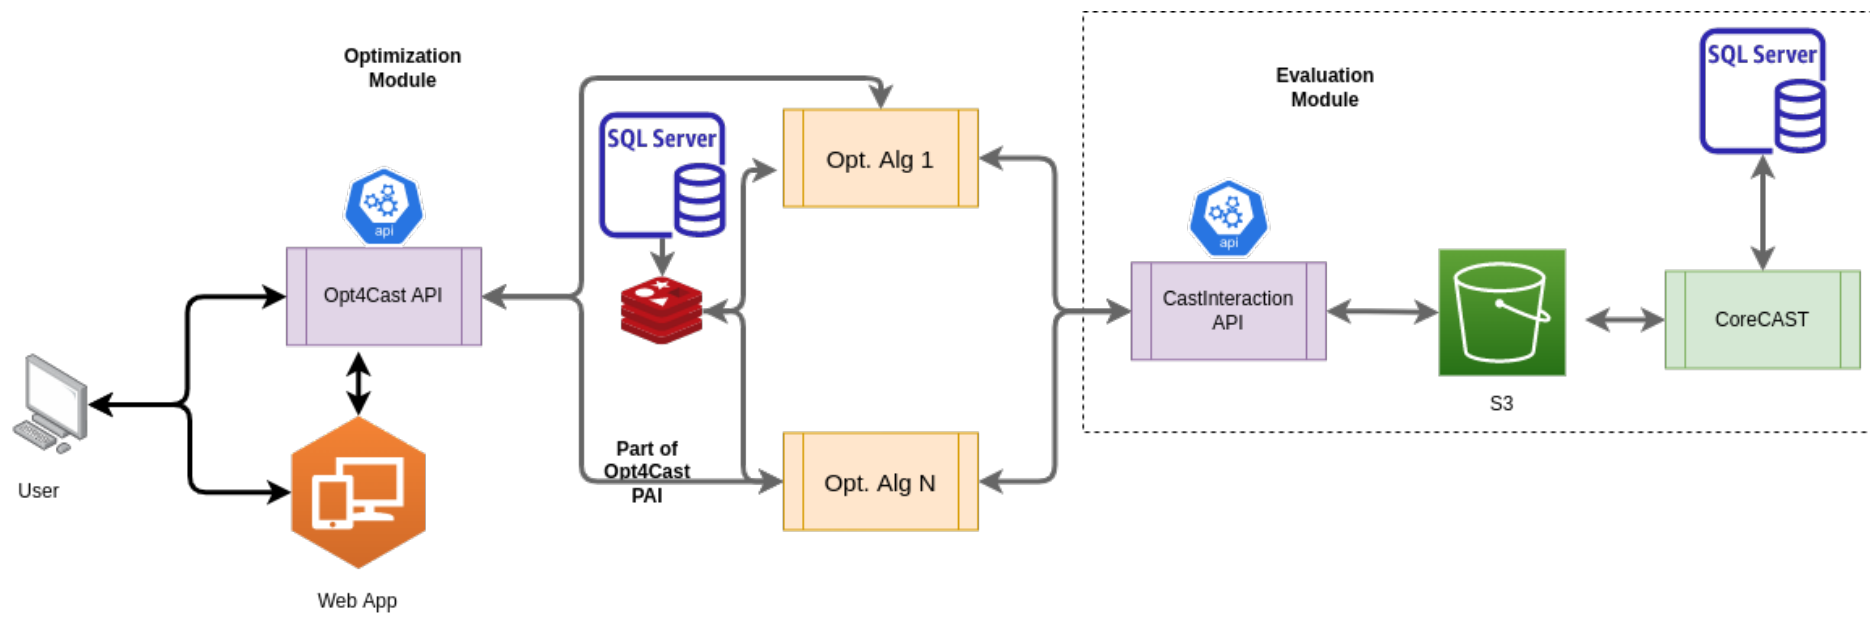 Optimization
Module
SQL Server
api
Opt4Cast API
User
Web App
Part of
Opt4Cast
PAI
Opt. Alg 1
Opt. Alg N
Evaluation
Module
api
CastInteraction
API
S3
SQL Server
CoreCAST